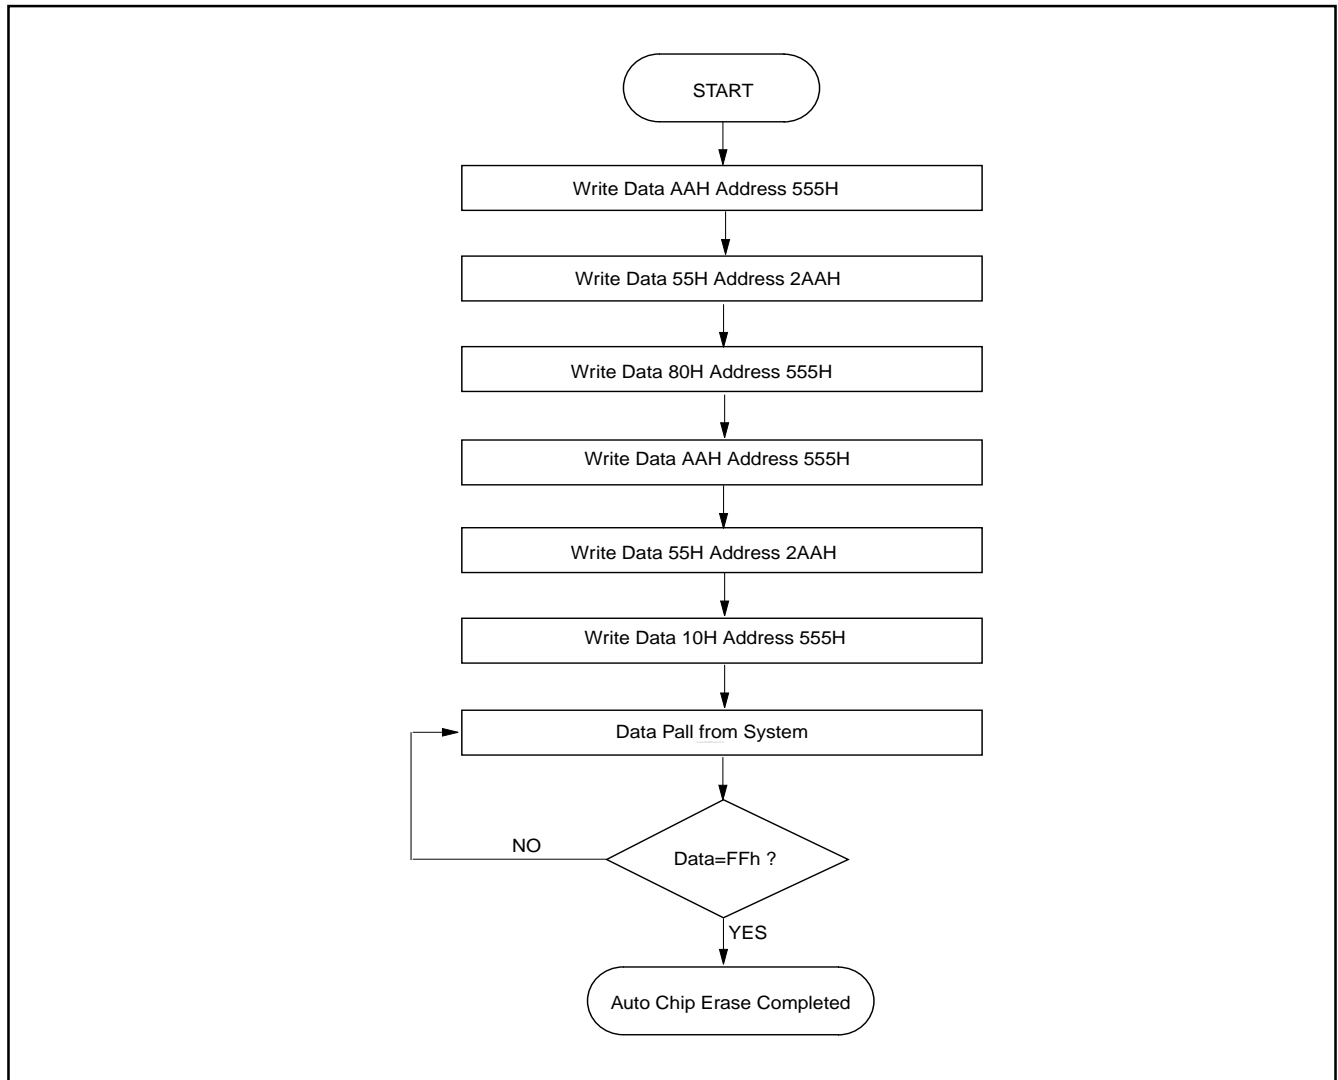 START
Write Data AAH Address 555H
Write Data 55H Address 2AAH
Write Data 80H Address 555H
Write Data AAH Address 555H
Write Data 55H Address 2AAH
Write Data 10H Address 555H
Data Pall from System
Data=FFh ?
NO
YES
Auto Chip Erase Completed